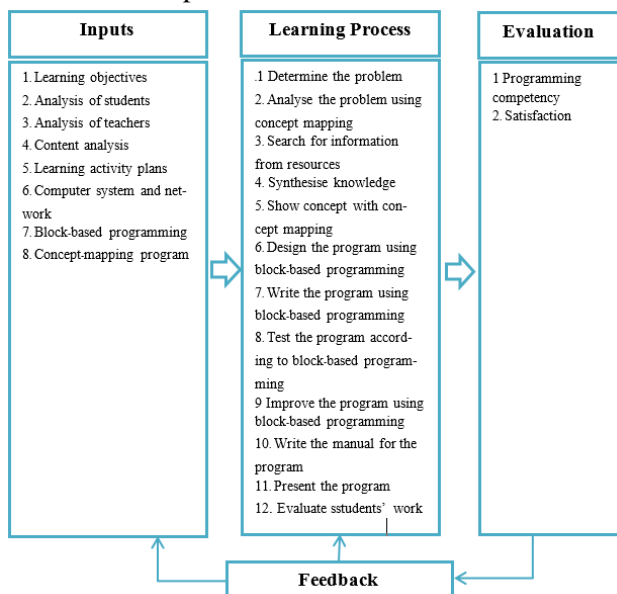 Inputs
1. Learning objectives
2. Analysis of students
3. Analysis of teachers
4. Content analysis
5. Learning activity plans
6. Computer system and net-
work
7. Block-based programming
8. Concept-mapping program
Learning Process
.1 Determine the problem
2. Analyse the problem using
concept mapping
3. Search for information
from resources
4. Synthesise knowledge
5. Show concept with con-
cept mapping
6. Design the program using
block-based programming
7. Write the program using
block-based programming
8. Test the program accord-
ing to block-based program-
ming
9 Improve the program using
block-based programming
10. Write the manual for the
program
11. Present the program
12. Evaluate sstudents’ work
Evaluation
1 Programming
competency
2. Satisfaction
Feedback